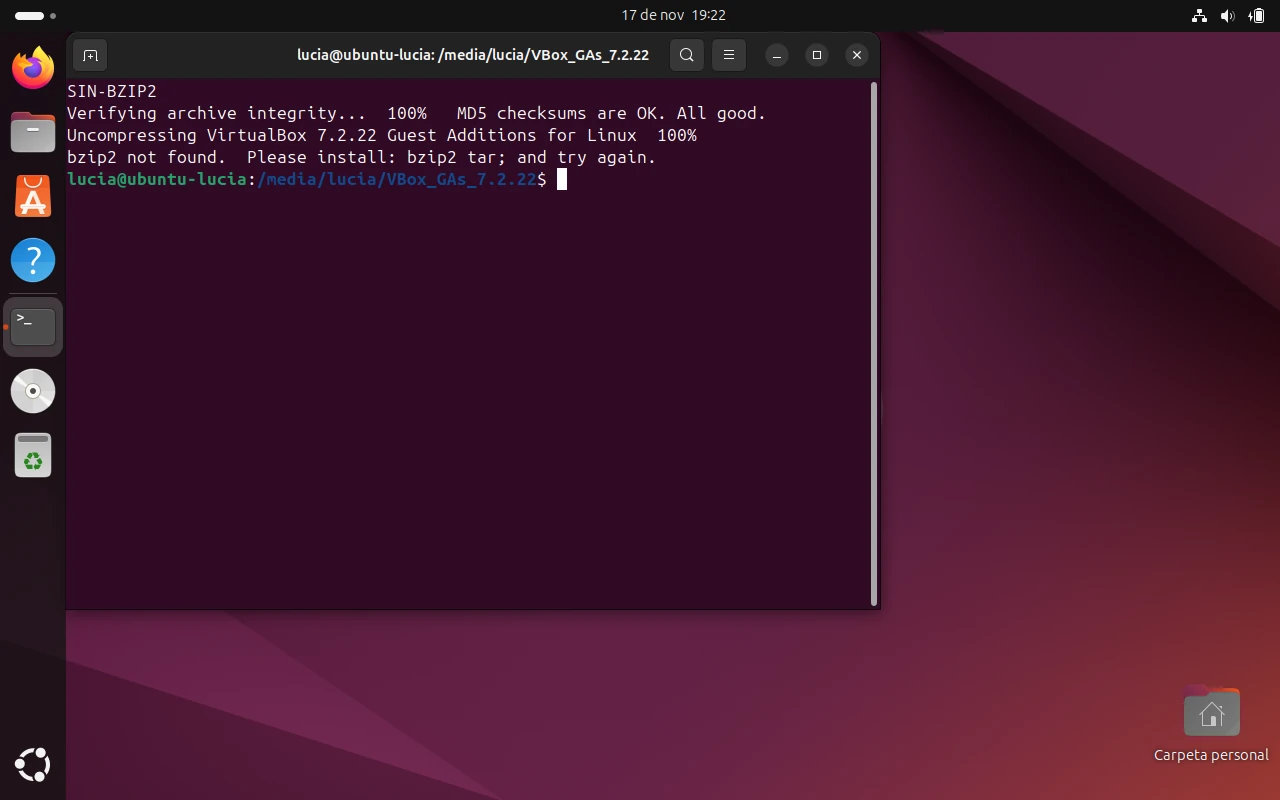 17 de nov 19:22
lucia@ubuntu-lucia: /media/lucia/VBox_GAs_7.2.22
SIN-BZIP2
Verifying archive integrity...  100%   MD5 checksums are OK. All good.
Uncompressing VirtualBox 7.2.22 Guest Additions for Linux  100%
bzip2 not found.  Please install: bzip2 tar; and try again.
lucia@ubuntu-lucia:/media/lucia/VBox_GAs_7.2.22$
Carpeta personal